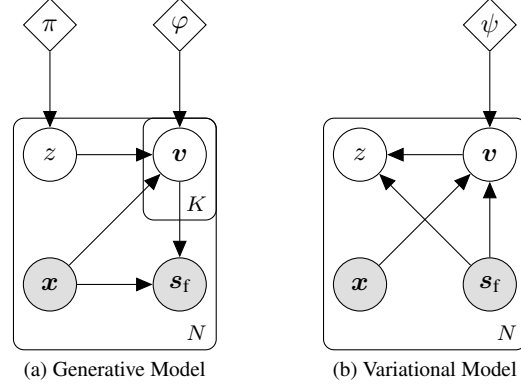 π φ ψ
z v z v
K
x s_f x s_f
N N
(a) Generative Model (b) Variational Model